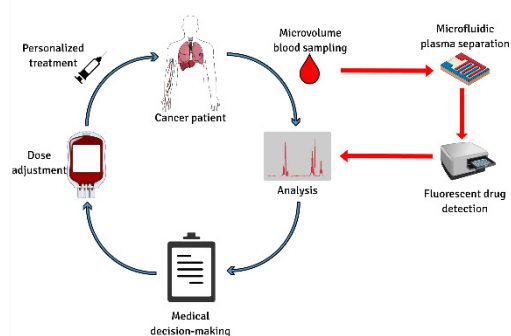 Personalized
treatment
Cancer patient
Microvolume
blood sampling
Microfluidic
plasma separation
Fluorescent drug
detection
Analysis
Medical
decision-making
Dose
adjustment